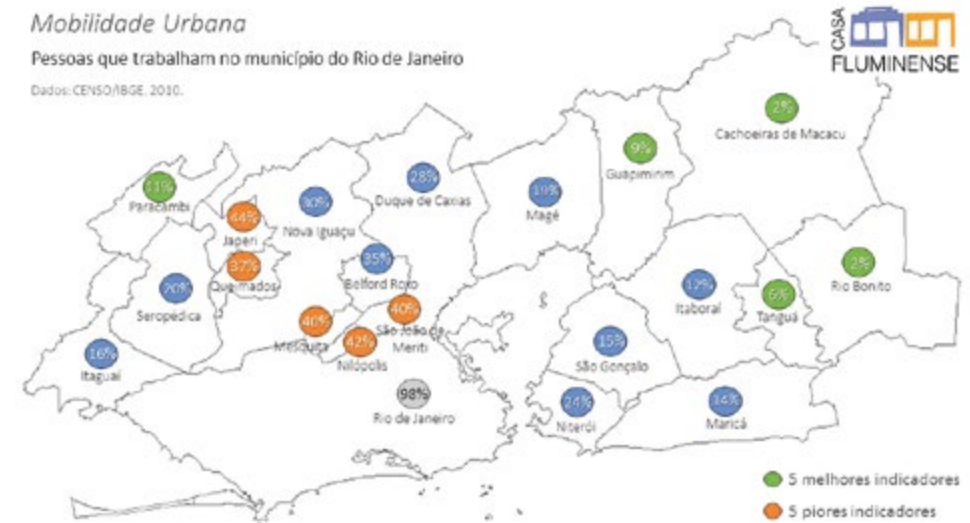 Mobilidade Urbana
Pessoas que trabalham no município do Rio de Janeiro
Dados: CENSO/IBGE. 2010.
CASA
FLUMINENSE
2%
Cachoeiras de Macacu
9%
Guapimirim
19%
Magé
28%
Duque de Caxias
30%
Nova Iguaçu
11%
Paracambi
44%
Japeri
37%
Queimados
20%
Seropédica
16%
Itaguaí
35%
Belford Roxo
40%
Mesquita
42%
Nilópolis
40%
São João de
Meriti
98%
Rio de Janeiro
12%
Itaboraí
6%
Tanguá
2%
Rio Bonito
15%
São Gonçalo
24%
Niterói
14%
Maricá
5 melhores indicadores
5 piores indicadores